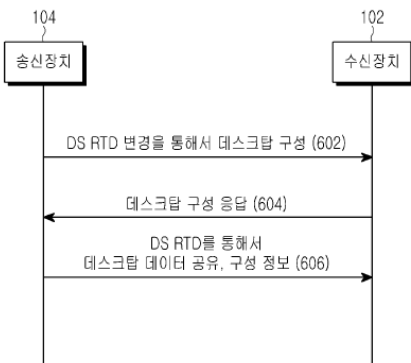 104
102
송신장치
수신장치
DS RTD 변경을 통해서 데스크탑 구성 (602)
데스크탑 구성 응답 (604)
DS RTD를 통해서
데스크탑 데이터 공유, 구성 정보 (606)